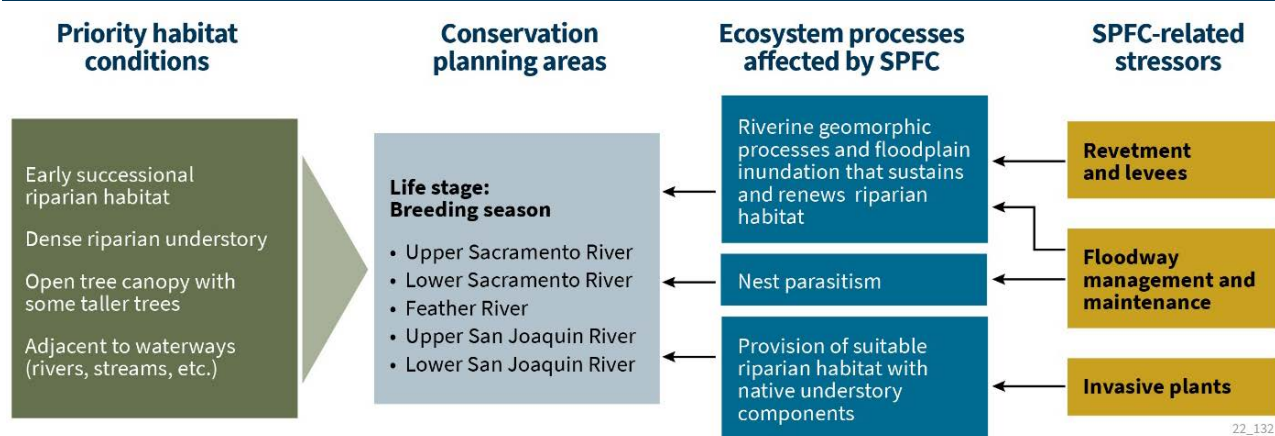 Priority habitat
conditions
Conservation
planning areas
Ecosystem processes
affected by SPFC
SPFC-related
stressors
Early successional
riparian habitat
Dense riparian understory
Open tree canopy with
some taller trees
Adjacent to waterways
(rivers, streams, etc.)
Life stage:
Breeding season
• Upper Sacramento River
• Lower Sacramento River
• Feather River
• Upper San Joaquin River
• Lower San Joaquin River
Riverine geomorphic
processes and floodplain
inundation that sustains
and renews riparian
habitat
Nest parasitism
Provision of suitable
riparian habitat with
native understory
components
Revetment
and levees
Floodway
management and
maintenance
Invasive plants
22_132